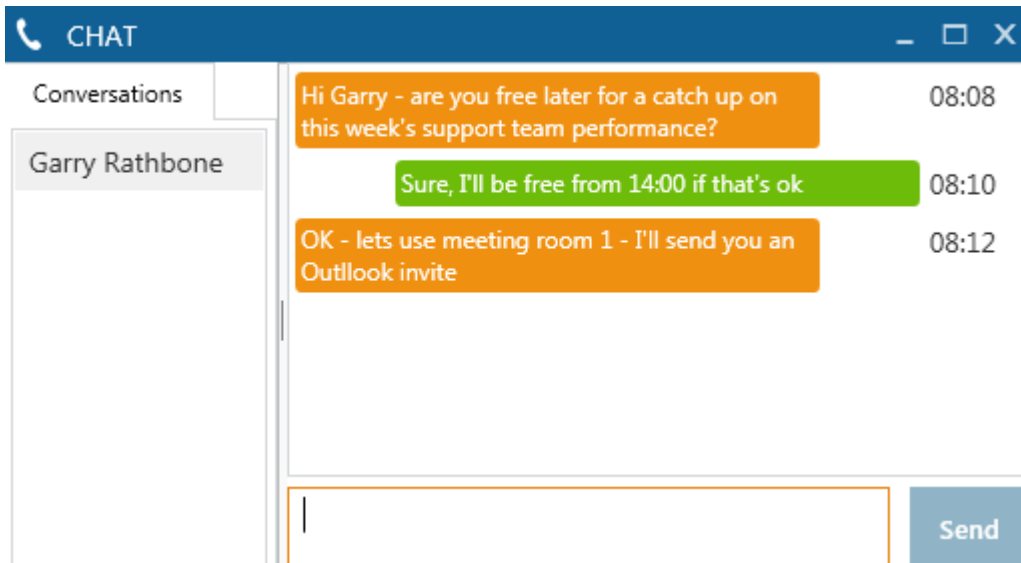 CHAT
Conversations
Garry Rathbone
Hi Garry - are you free later for a catch up on
this week's support team performance?
08:08
Sure, I'll be free from 14:00 if that's ok
08:10
OK - lets use meeting room 1 - I'll send you an
Outllook invite
08:12
Send